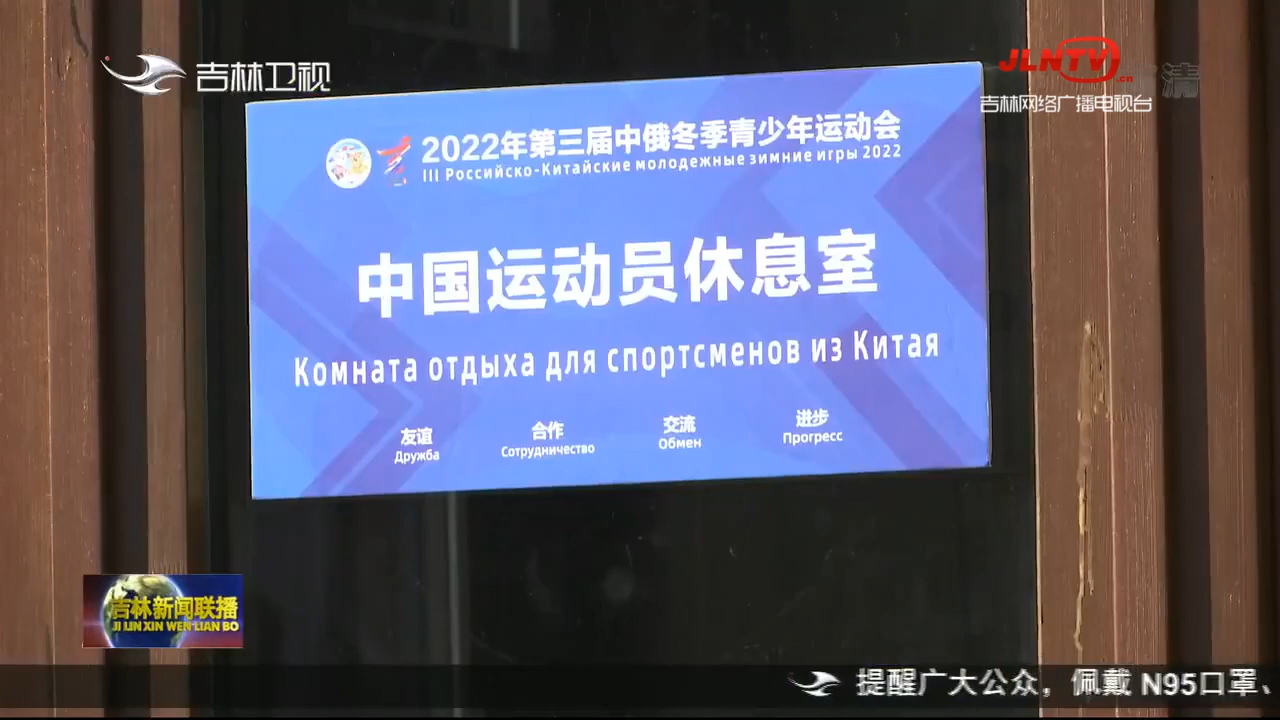 吉林卫视
JLNTV.cn
清
吉林网络广播电视台
2022年第三届中俄冬季青少年运动会
III Российско-Китайские молодежные зимние игры 2022
中国运动员休息室
Комната отдыха для спортсменов из Китая
友谊 合作 交流 进步
Дружба Сотрудничество Обмен Прогресс
吉林新闻联播
JI LIN XIN WEN LIAN BO
提醒广大公众，佩戴 N95口罩、